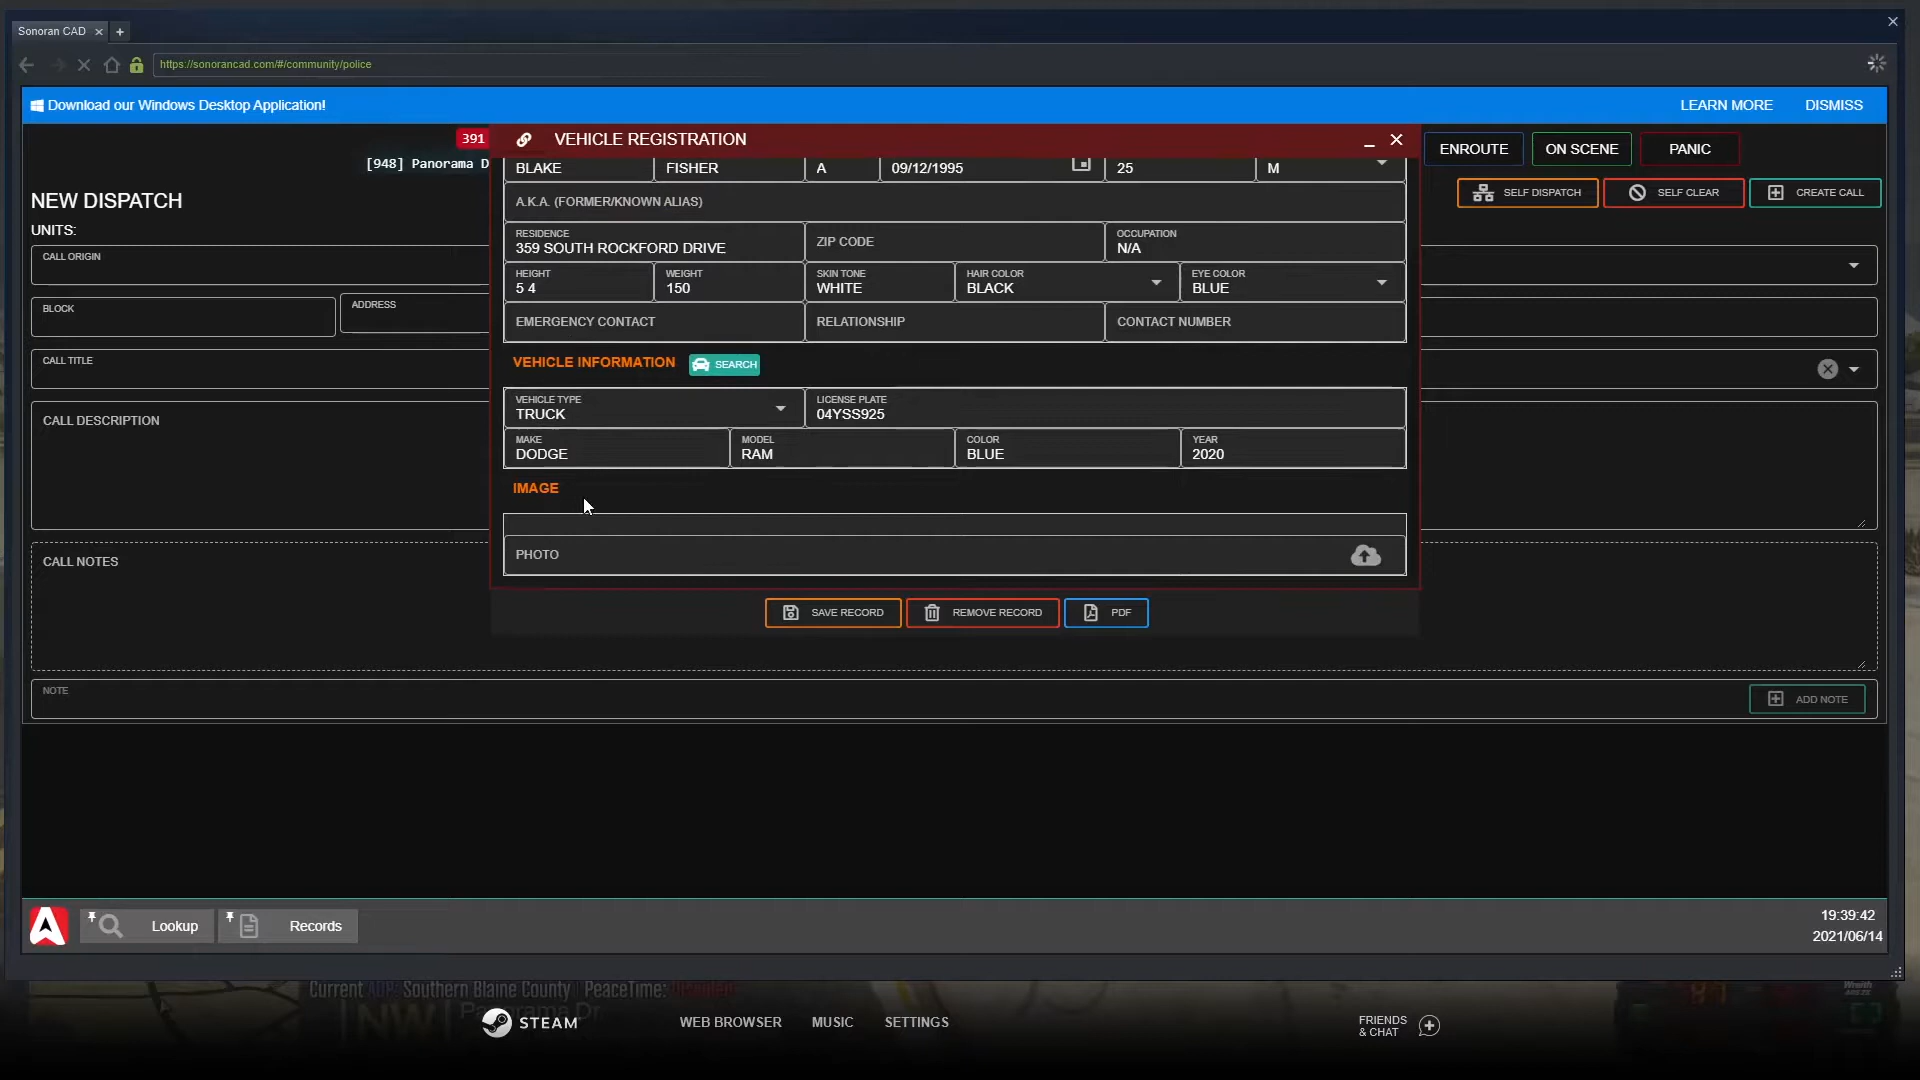 Sonoran CAD
https://sonorancad.com/#/community/police
Download our Windows Desktop Application!
LEARN MORE
DISMISS
391
[948] Panorama D
VEHICLE REGISTRATION
ENROUTE
ON SCENE
PANIC
SELF DISPATCH
SELF CLEAR
CREATE CALL
NEW DISPATCH
UNITS:
CALL ORIGIN
BLOCK
ADDRESS
CALL TITLE
CALL DESCRIPTION
CALL NOTES
NOTE
ADD NOTE
BLAKE
FISHER
A
09/12/1995
25
M
A.K.A. (FORMER/KNOWN ALIAS)
RESIDENCE
359 SOUTH ROCKFORD DRIVE
ZIP CODE
OCCUPATION
N/A
HEIGHT
5 4
WEIGHT
150
SKIN TONE
WHITE
HAIR COLOR
BLACK
EYE COLOR
BLUE
EMERGENCY CONTACT
RELATIONSHIP
CONTACT NUMBER
VEHICLE INFORMATION
SEARCH
VEHICLE TYPE
TRUCK
LICENSE PLATE
04YSS925
MAKE
DODGE
MODEL
RAM
COLOR
BLUE
YEAR
2020
IMAGE
PHOTO
SAVE RECORD
REMOVE RECORD
PDF
Lookup
Records
19:39:42
2021/06/14
Current AOP: Southern Blaine County | PeaceTime:
NW
Panorama Dr
STEAM
WEB BROWSER
MUSIC
SETTINGS
FRIENDS
& CHAT